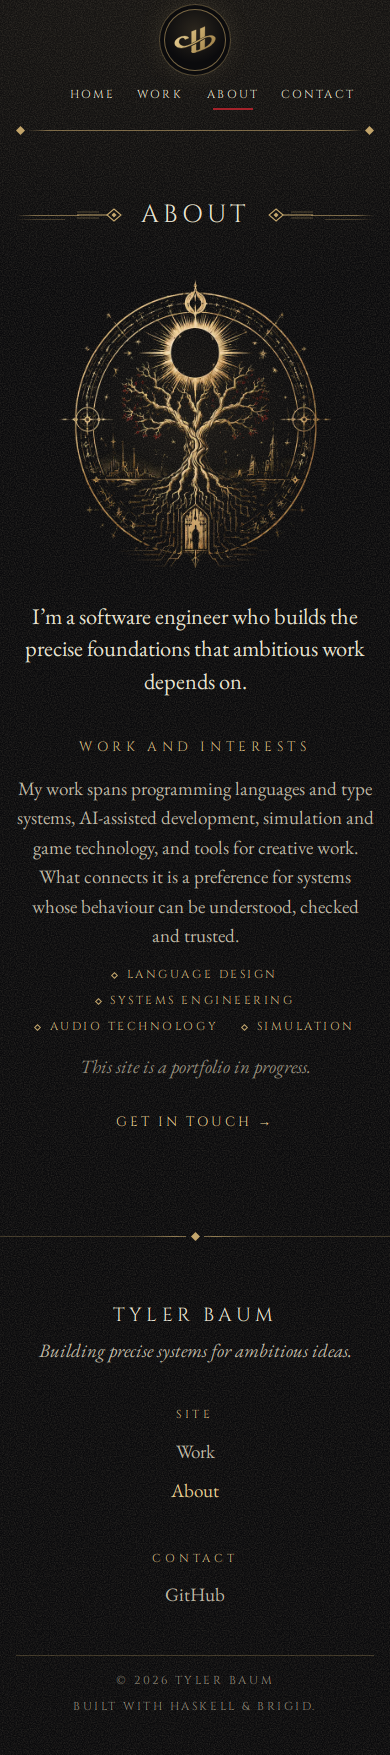 HOME WORK ABOUT CONTACT
ABOUT
I’m a software engineer who builds the
precise foundations that ambitious work
depends on.
WORK AND INTERESTS
My work spans programming languages and type
systems, AI-assisted development, simulation and
game technology, and tools for creative work.
What connects it is a preference for systems
whose behaviour can be understood, checked
and trusted.
LANGUAGE DESIGN
SYSTEMS ENGINEERING
AUDIO TECHNOLOGY SIMULATION
This site is a portfolio in progress.
GET IN TOUCH →
TYLER BAUM
Building precise systems for ambitious ideas.
SITE
Work
About
CONTACT
GitHub
© 2026 TYLER BAUM
BUILT WITH HASKELL & BRIGID.